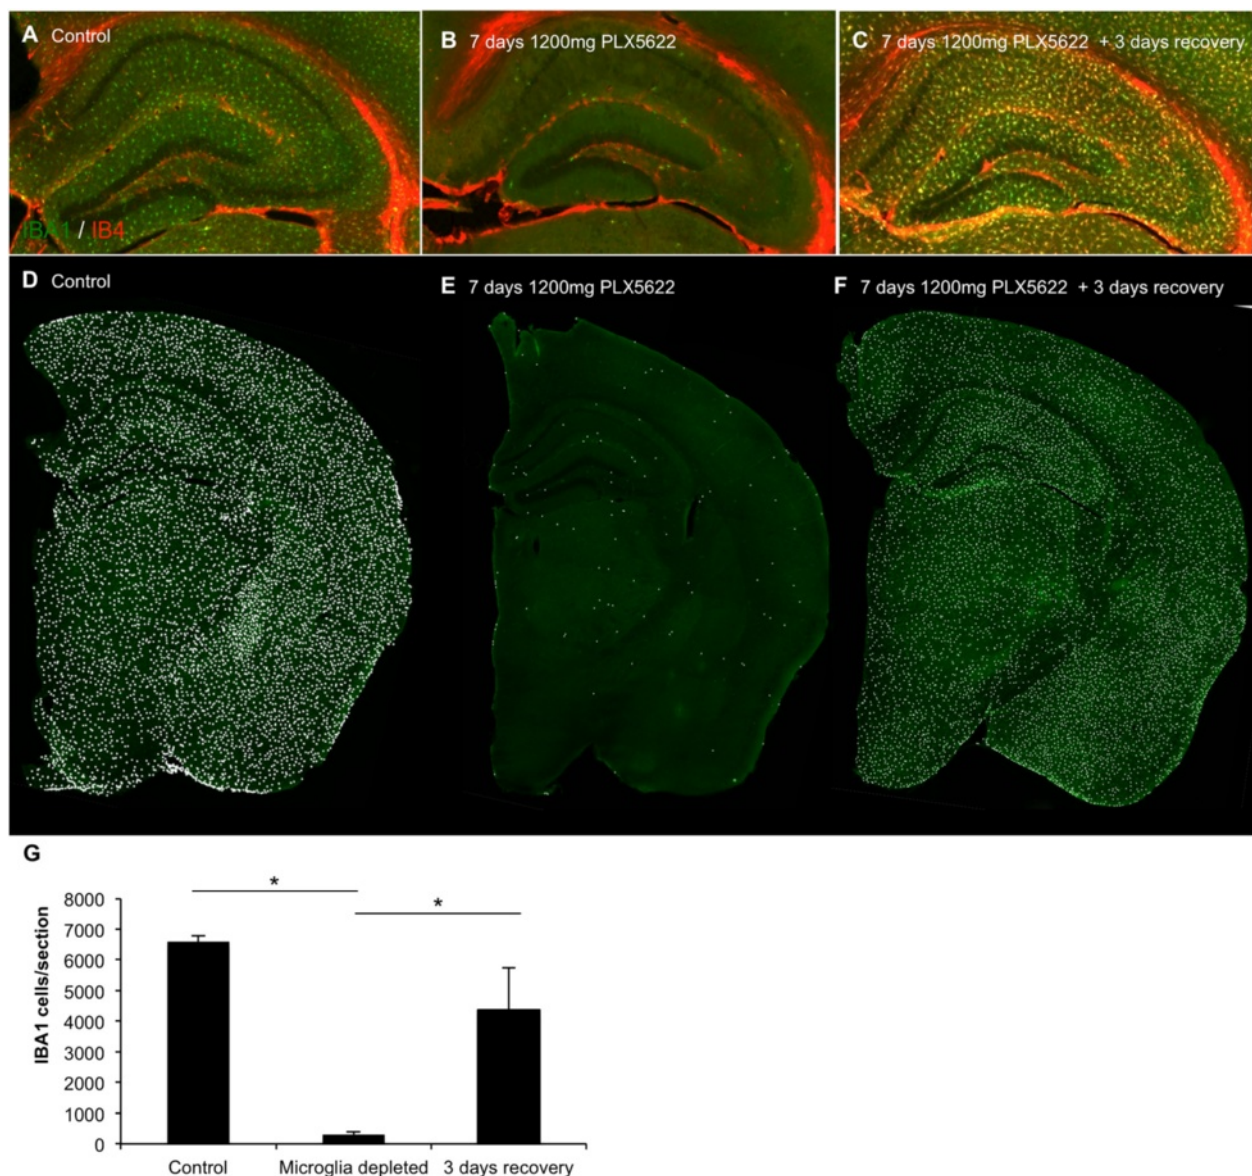 A Control
B 7 days 1200mg PLX5622
C 7 days 1200mg PLX5622 + 3 days recovery
IBA1 / IB4
D Control
E 7 days 1200mg PLX5622
F 7 days 1200mg PLX5622 + 3 days recovery
G
IBA1 cells/section
8000
7000
6000
5000
4000
3000
2000
1000
0
*
*
Control
Microglia depleted
3 days recovery